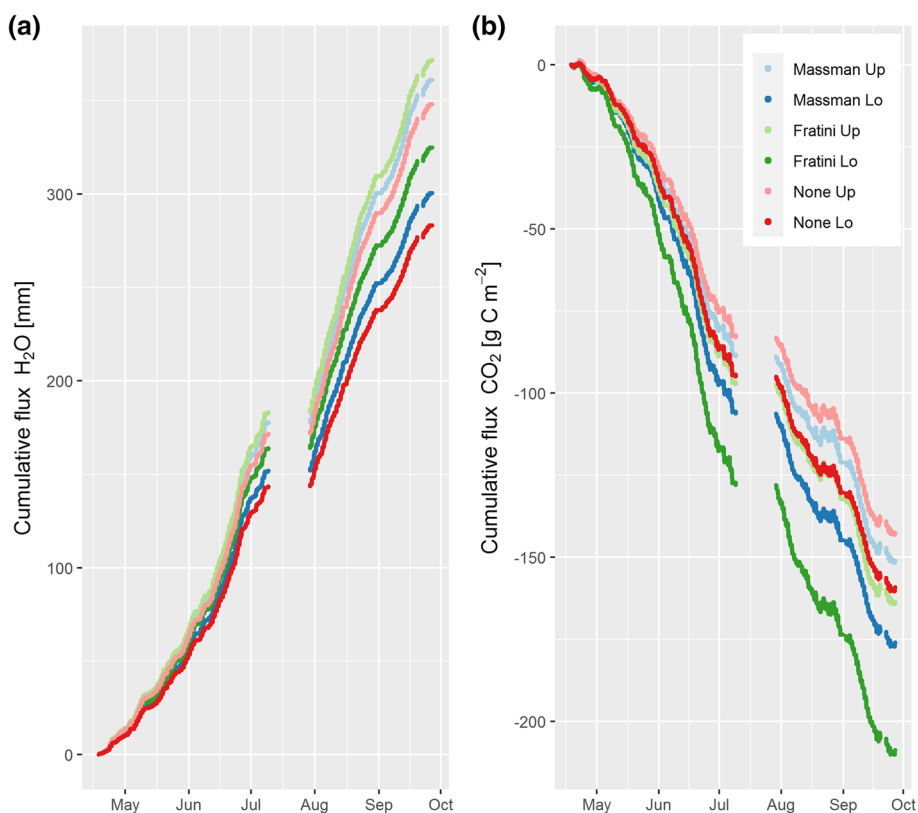 (a)
Cumulative flux H₂O [mm]
300
200
100
0
May Jun Jul Aug Sep Oct
(b)
Cumulative flux CO₂ [g C m⁻²]
0
-50
-100
-150
-200
May Jun Jul Aug Sep Oct
Massman Up
Massman Lo
Fratini Up
Fratini Lo
None Up
None Lo